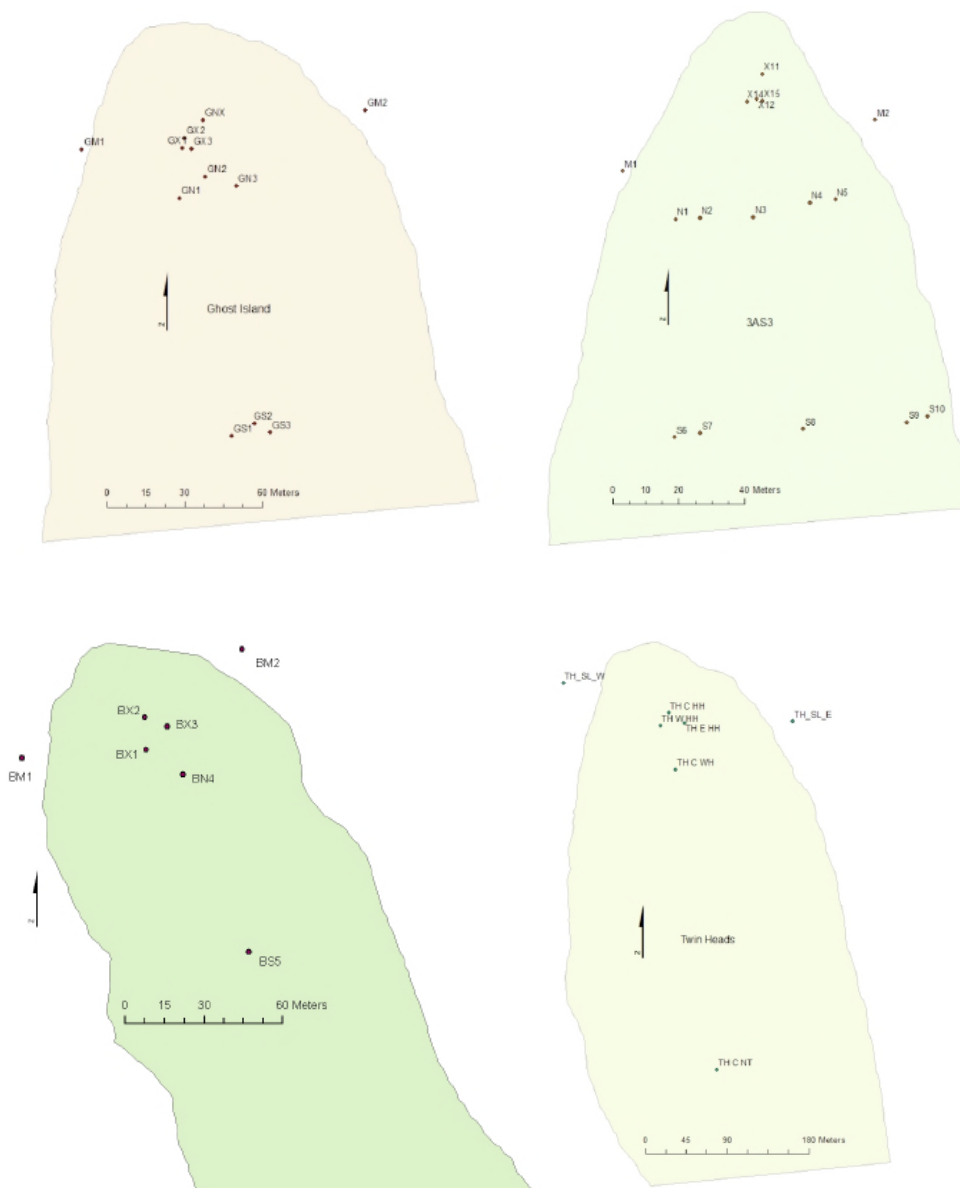 GM2
GNX
GX2
GM1
GX1 GX3
GN2
GN3
GN1
N
Ghost Island
GS2
GS1 GS3
0 15 30 60 Meters
X11
X14 X15
X12
M2
M1
N4 N5
N1 N2 N3
N
3AS3
S10
S9
S6 S7 S8
0 10 20 40 Meters
BM2
BX2
BX3
BX1
BM1
BN4
N
BS5
0 15 30 60 Meters
TH_SL_W
TH C HH
TH_SL_E
TH W HH
TH E HH
TH C WH
N
Twin Heads
TH C NT
0 45 90 180 Meters